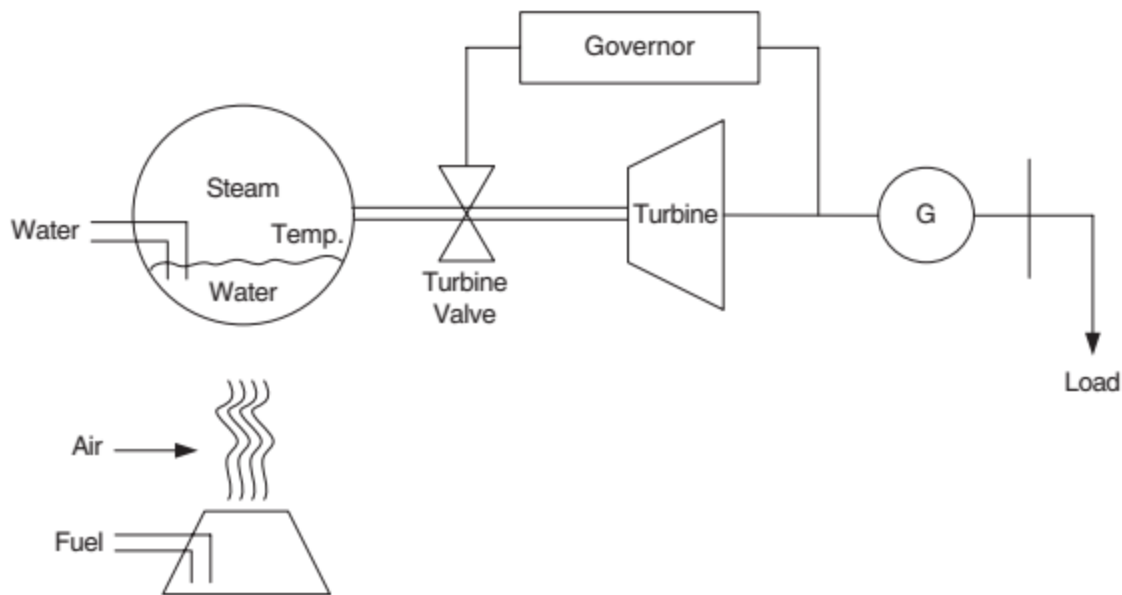 Governor
Steam
Water
Temp.
Turbine
G
Water
Turbine
Valve
Load
Air
Fuel